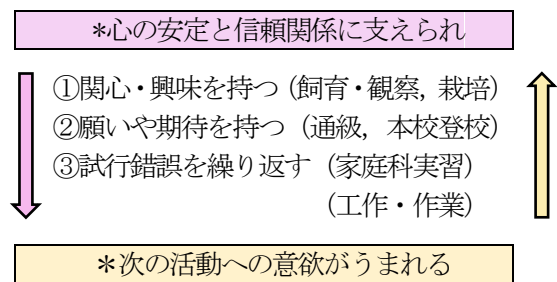 *心の安定と信頼関係に支えられ
①関心・興味を持つ（飼育・観察，栽培）
②願いや期待を持つ（通級，本校登校）
③試行錯誤を繰り返す（家庭科実習）
（工作・作業）
＊次の活動への意欲がうまれる